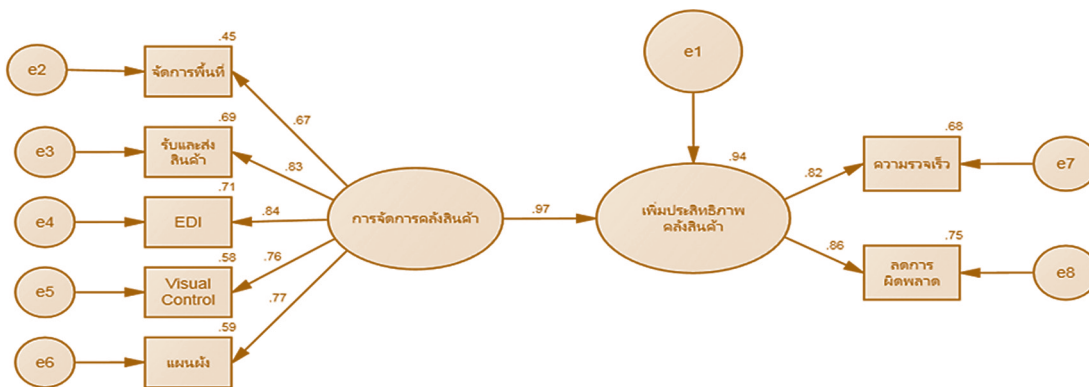 .45
e2
จัดการพื้นที่
.67
e1
.69
e3
รับและส่ง
สินค้า
.83
.68
ความรวจเร็ว
e7
.94
.82
.71
e4
EDI
.84
การจัดการคลังสินค้า
.97
เพิ่มประสิทธิภาพ
คลังสินค้า
.58
e5
Visual
Control
.76
.86
.75
ลดการ
ผิดพลาด
e8
.77
.59
e6
แผนผัง